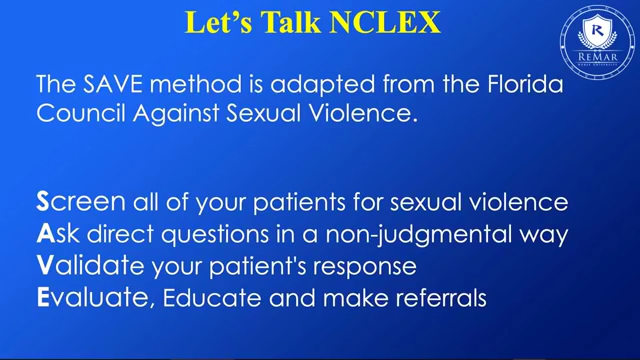 Let's Talk NCLEX
R
REMAR
The SAVE method is adapted from the Florida
Council Against Sexual Violence.
Screen all of your patients for sexual violence
Ask direct questions in a non-judgmental way
Validate your patient's response
Evaluate, Educate and make referrals